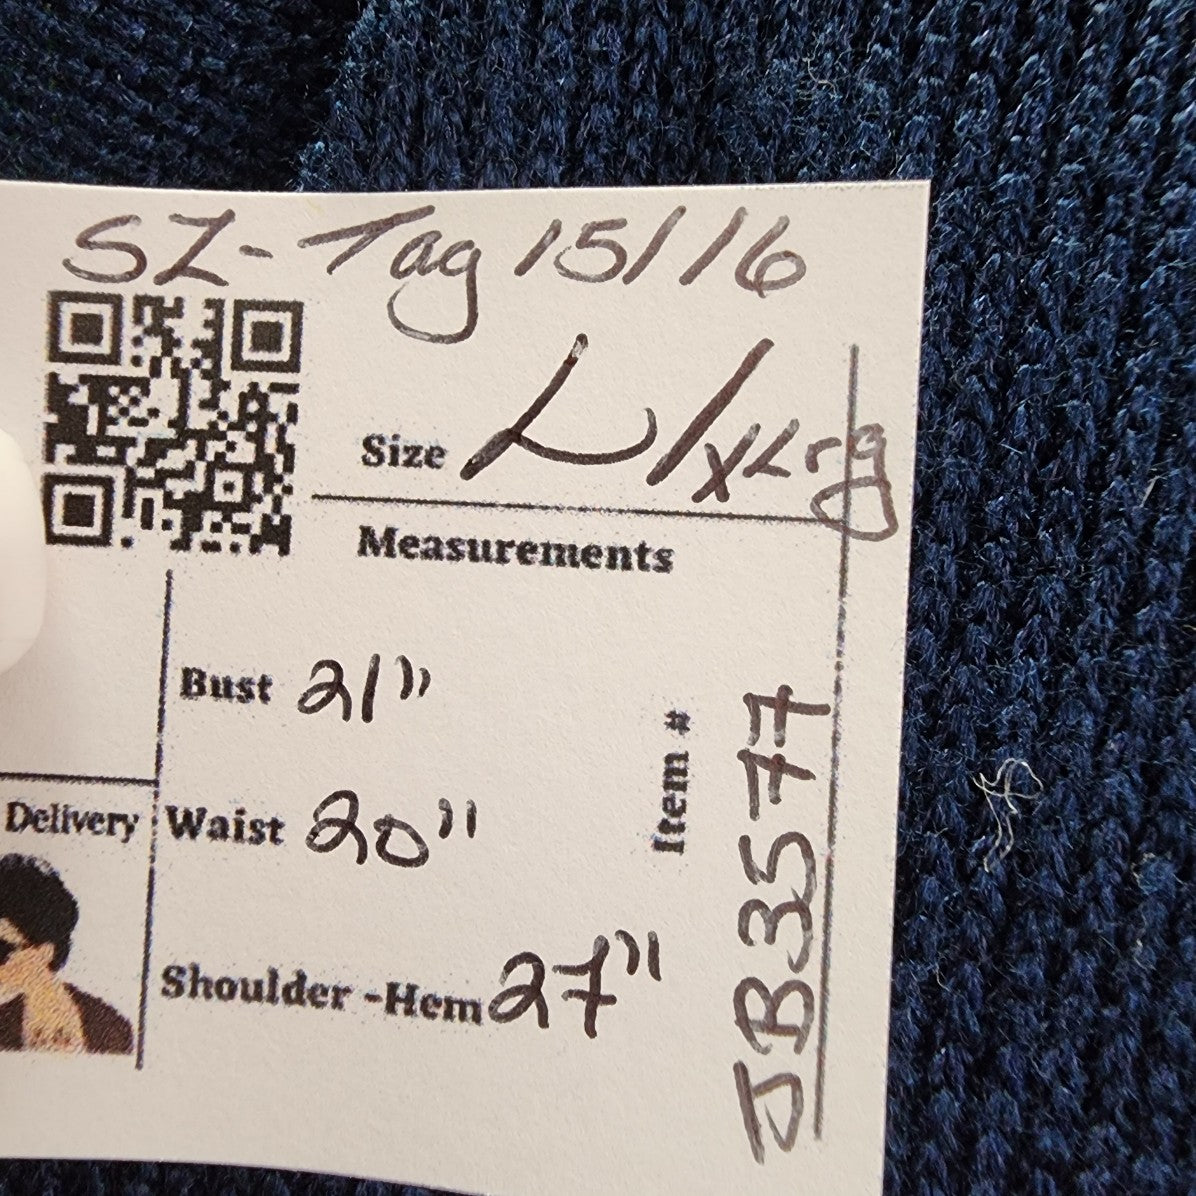 SZ-Tag 15/16
Size L/XLrg
Measurements
Bust 21"
Waist 20"
Shoulder -Hem 27"
Item #
JB3577
Delivery